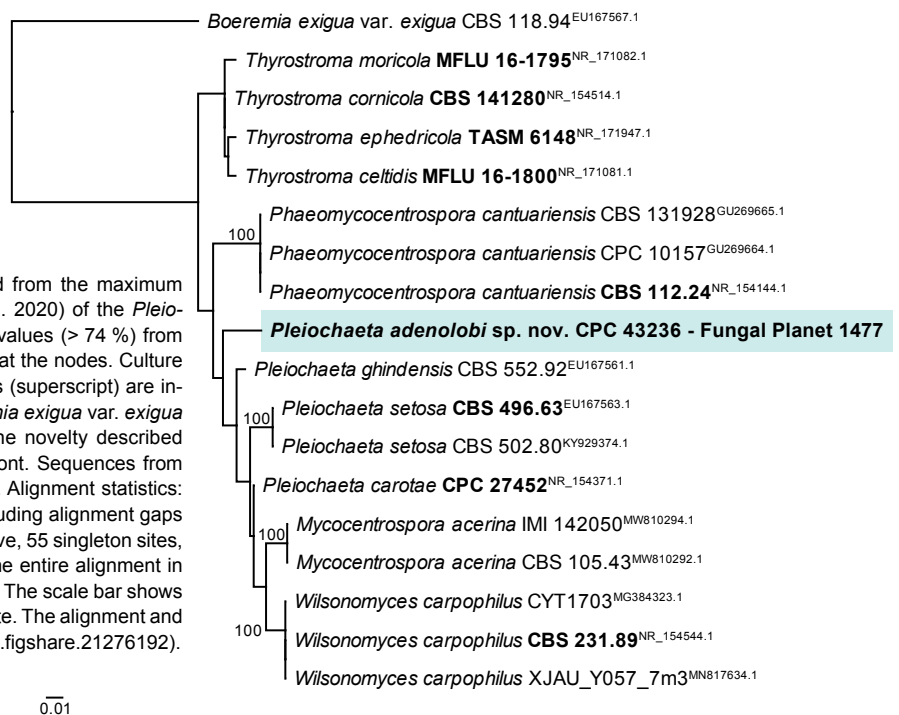 Boeremia exigua var. exigua CBS 118.94EU167567.1
Thyrostroma moricola MFLU 16-1795NR_171082.1
Thyrostroma cornicola CBS 141280NR_154514.1
Thyrostroma ephedricola TASM 6148NR_171947.1
Thyrostroma celtidis MFLU 16-1800NR_171081.1
Phaeomycocentrospora cantuariensis CBS 131928GU269665.1
100
Phaeomycocentrospora cantuariensis CPC 10157GU269664.1
Phaeomycocentrospora cantuariensis CBS 112.24NR_154144.1
Pleiochaeta adenolobi sp. nov. CPC 43236 - Fungal Planet 1477
Pleiochaeta ghindensis CBS 552.92EU167561.1
Pleiochaeta setosa CBS 496.63EU167563.1
100
Pleiochaeta setosa CBS 502.80KY929374.1
Pleiochaeta carotae CPC 27452NR_154371.1
Mycocentrospora acerina IMI 142050MW810294.1
100
Mycocentrospora acerina CBS 105.43MW810292.1
Wilsonomyces carpophilus CYT1703MG384323.1
100
Wilsonomyces carpophilus CBS 231.89NR_154544.1
Wilsonomyces carpophilus XJAU_Y057_7m3MN817634.1
0.01
d from the maximum
. 2020) of the Pleio-
values (> 74 %) from
at the nodes. Culture
s (superscript) are in-
nia exigua var. exigua
he novelty described
ont. Sequences from
Alignment statistics:
uding alignment gaps
ve, 55 singleton sites,
he entire alignment in
The scale bar shows
te. The alignment and
.figshare.21276192).